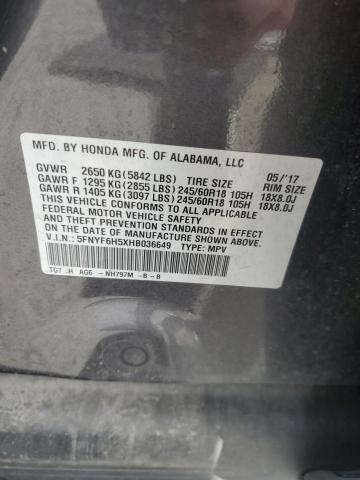 MFD. BY HONDA MFG. OF ALABAMA, LLC
GVWR 2650 KG (5842 LBS) TIRE SIZE 05/'17 RIM SIZE
GAWR F 1295 KG (2855 LBS) 245/60R18 105H 18X8.0J
GAWR R 1405 KG (3097 LBS) 245/60R18 105H 18X8.0J
THIS VEHICLE CONFORMS TO ALL APPLICABLE
FEDERAL MOTOR VEHICLE SAFETY
AND THEFT PREVENTION STANDARDS IN EFFECT
ON THE DATE OF MANUFACTURE SHOWN ABOVE.
V.I.N.: 5FNYF6H5XHB036649 TYPE: MPV
TG7 JH AG6 - NH797M -B - B